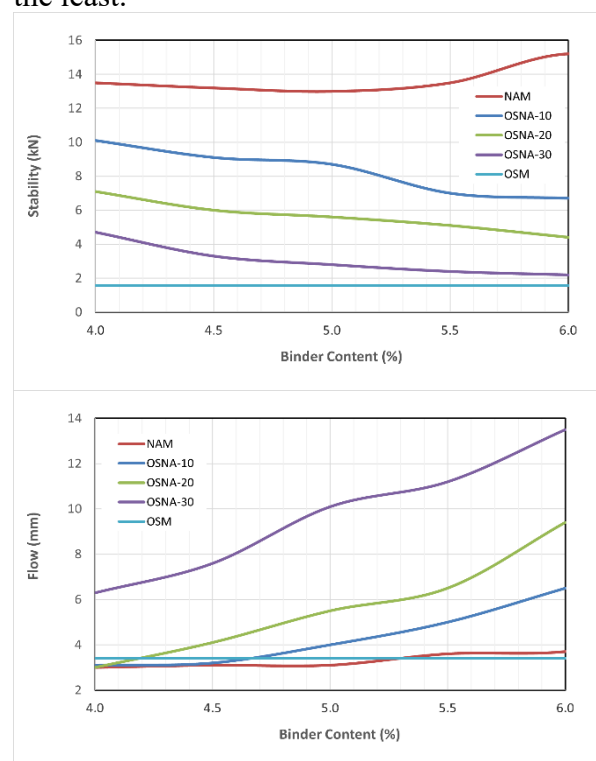 the least.
16
14
12
10
8
6
4
2
0
Stability (kN)
NAM
OSNA-10
OSNA-20
OSNA-30
OSM
4.0 4.5 5.0 5.5 6.0
Binder Content (%)
14
12
10
8
6
4
2
Flow (mm)
NAM
OSNA-10
OSNA-20
OSNA-30
OSM
4.0 4.5 5.0 5.5 6.0
Binder Content (%)